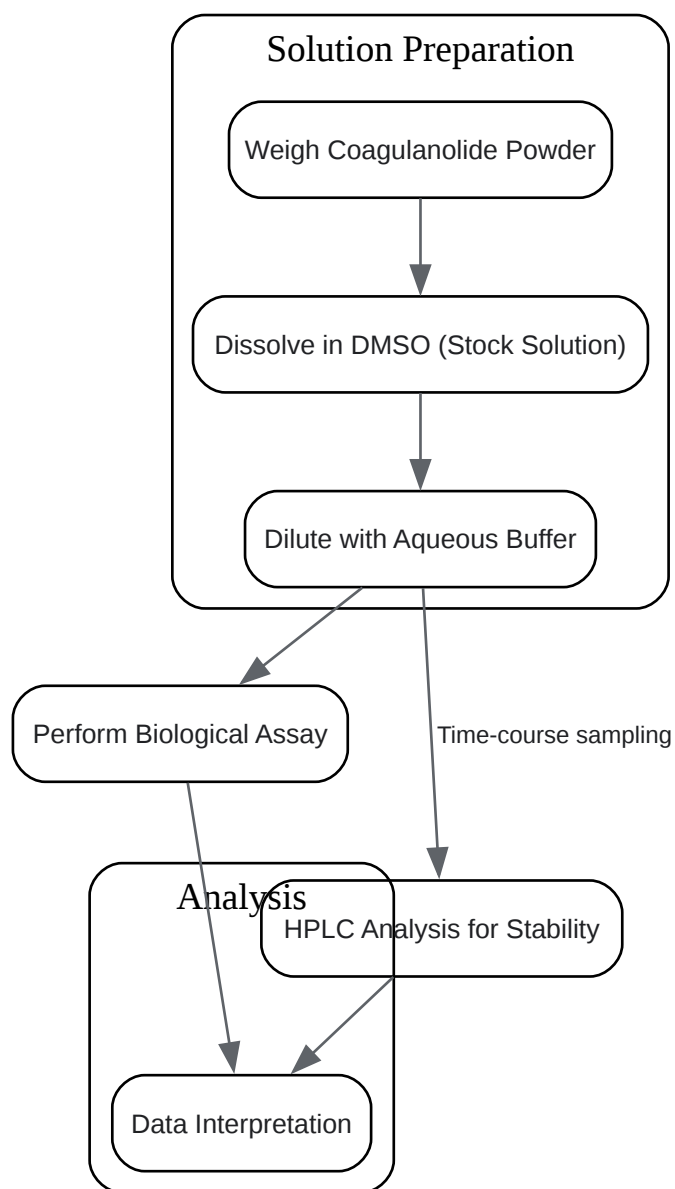 Solution Preparation
Weigh Coagulanolide Powder
Dissolve in DMSO (Stock Solution)
Dilute with Aqueous Buffer
Perform Biological Assay
Time-course sampling
Analysis
HPLC Analysis for Stability
Data Interpretation